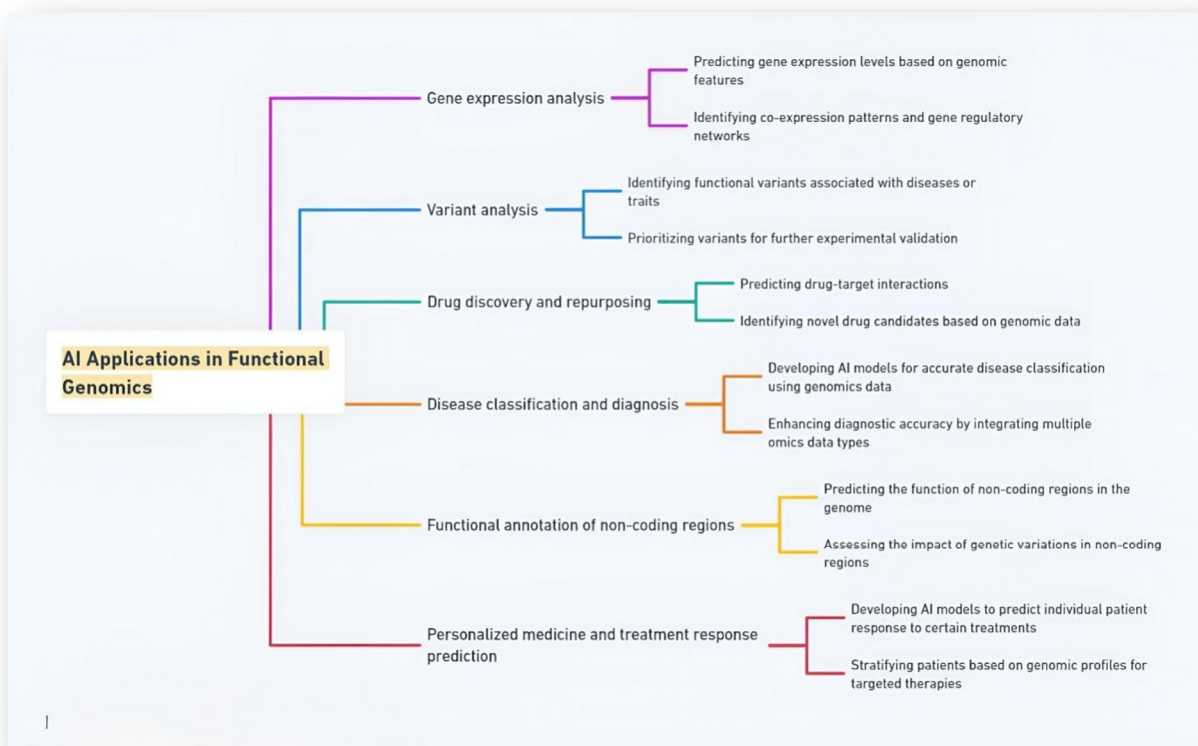 Predicting gene expression levels based on genomic
features
Gene expression analysis
Identifying co-expression patterns and gene regulatory
networks
Identifying functional variants associated with diseases or
traits
Variant analysis
Prioritizing variants for further experimental validation
Predicting drug-target interactions
Drug discovery and repurposing
Identifying novel drug candidates based on genomic data
AI Applications in Functional
Genomics
Developing AI models for accurate disease classification
using genomics data
Disease classification and diagnosis
Enhancing diagnostic accuracy by integrating multiple
omics data types
Predicting the function of non-coding regions in the
genome
Functional annotation of non-coding regions
Assessing the impact of genetic variations in non-coding
regions
Developing AI models to predict individual patient
response to certain treatments
Personalized medicine and treatment response
prediction
Stratifying patients based on genomic profiles for
targeted therapies